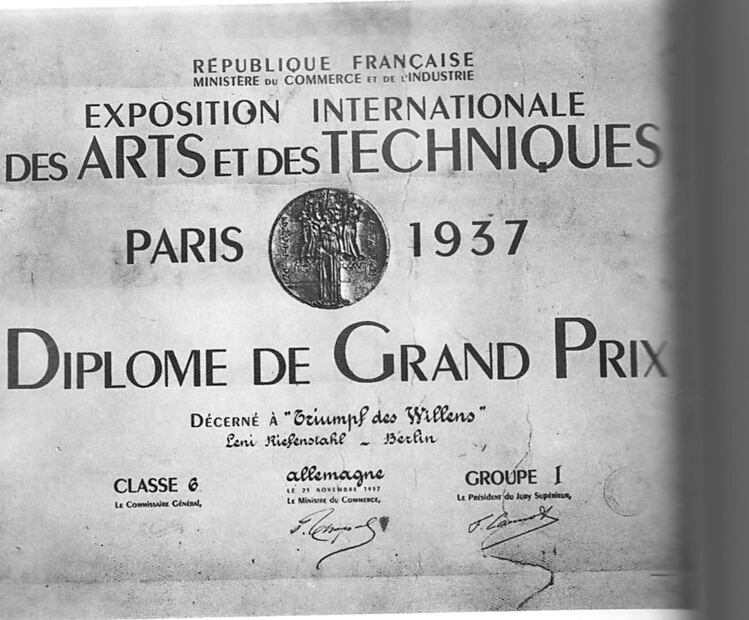 RÉPUBLIQUE FRANÇAISE
MINISTÈRE DU COMMERCE ET DE L'INDUSTRIE
EXPOSITION INTERNATIONALE
DES ARTS ET DES TECHNIQUES
PARIS 1937
DIPLOME DE GRAND PRIX
DÉCERNÉ À "Triumpf des Willens"
Leni Riefenstahl – Berlin
CLASSE 6 allemagne GROUPE I
LE 25 NOVEMBRE 1937
Le Commissaire Général, Le Ministre du Commerce, Le Président du Jury Supérieur,